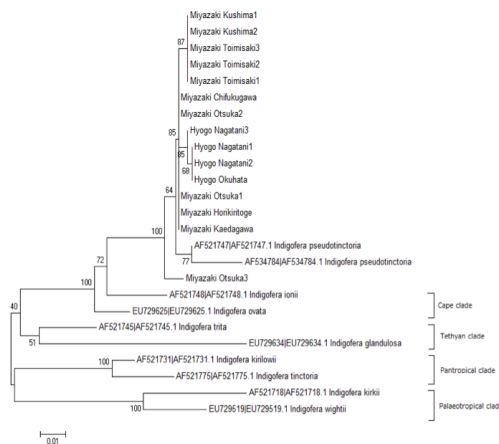 Miyazaki Kushima1
Miyazaki Kushima2
87
Miyazaki Toimisaki3
Miyazaki Toimisaki2
Miyazaki Toimisaki1
Miyazaki Chifukugawa
Miyazaki Otsuka2
85
Hyogo Nagatani3
Hyogo Nagatani1
85
Hyogo Nagatani2
68
Hyogo Okuhata
64
Miyazaki Otsuka1
Miyazaki Horikiritoge
Miyazaki Kaedagawa
100
AF521747|AF521747.1 Indigofera pseudotinctoria
77
AF534784|AF534784.1 Indigofera pseudotinctoria
72
Miyazaki Otsuka3
100
AF521748|AF521748.1 Indigofera ionii
Cape clade
EU729625|EU729625.1 Indigofera ovata
40
AF521745|AF521745.1 Indigofera trita
Tethyan clade
51
EU729634|EU729634.1 Indigofera glandulosa
100
AF521731|AF521731.1 Indigofera kirilowii
Pantropical clade
AF521775|AF521775.1 Indigofera tinctoria
AF521718|AF521718.1 Indigofera kirkii
Palaeotropical clad
100
EU729519|EU729519.1 Indigofera wightii
0.01